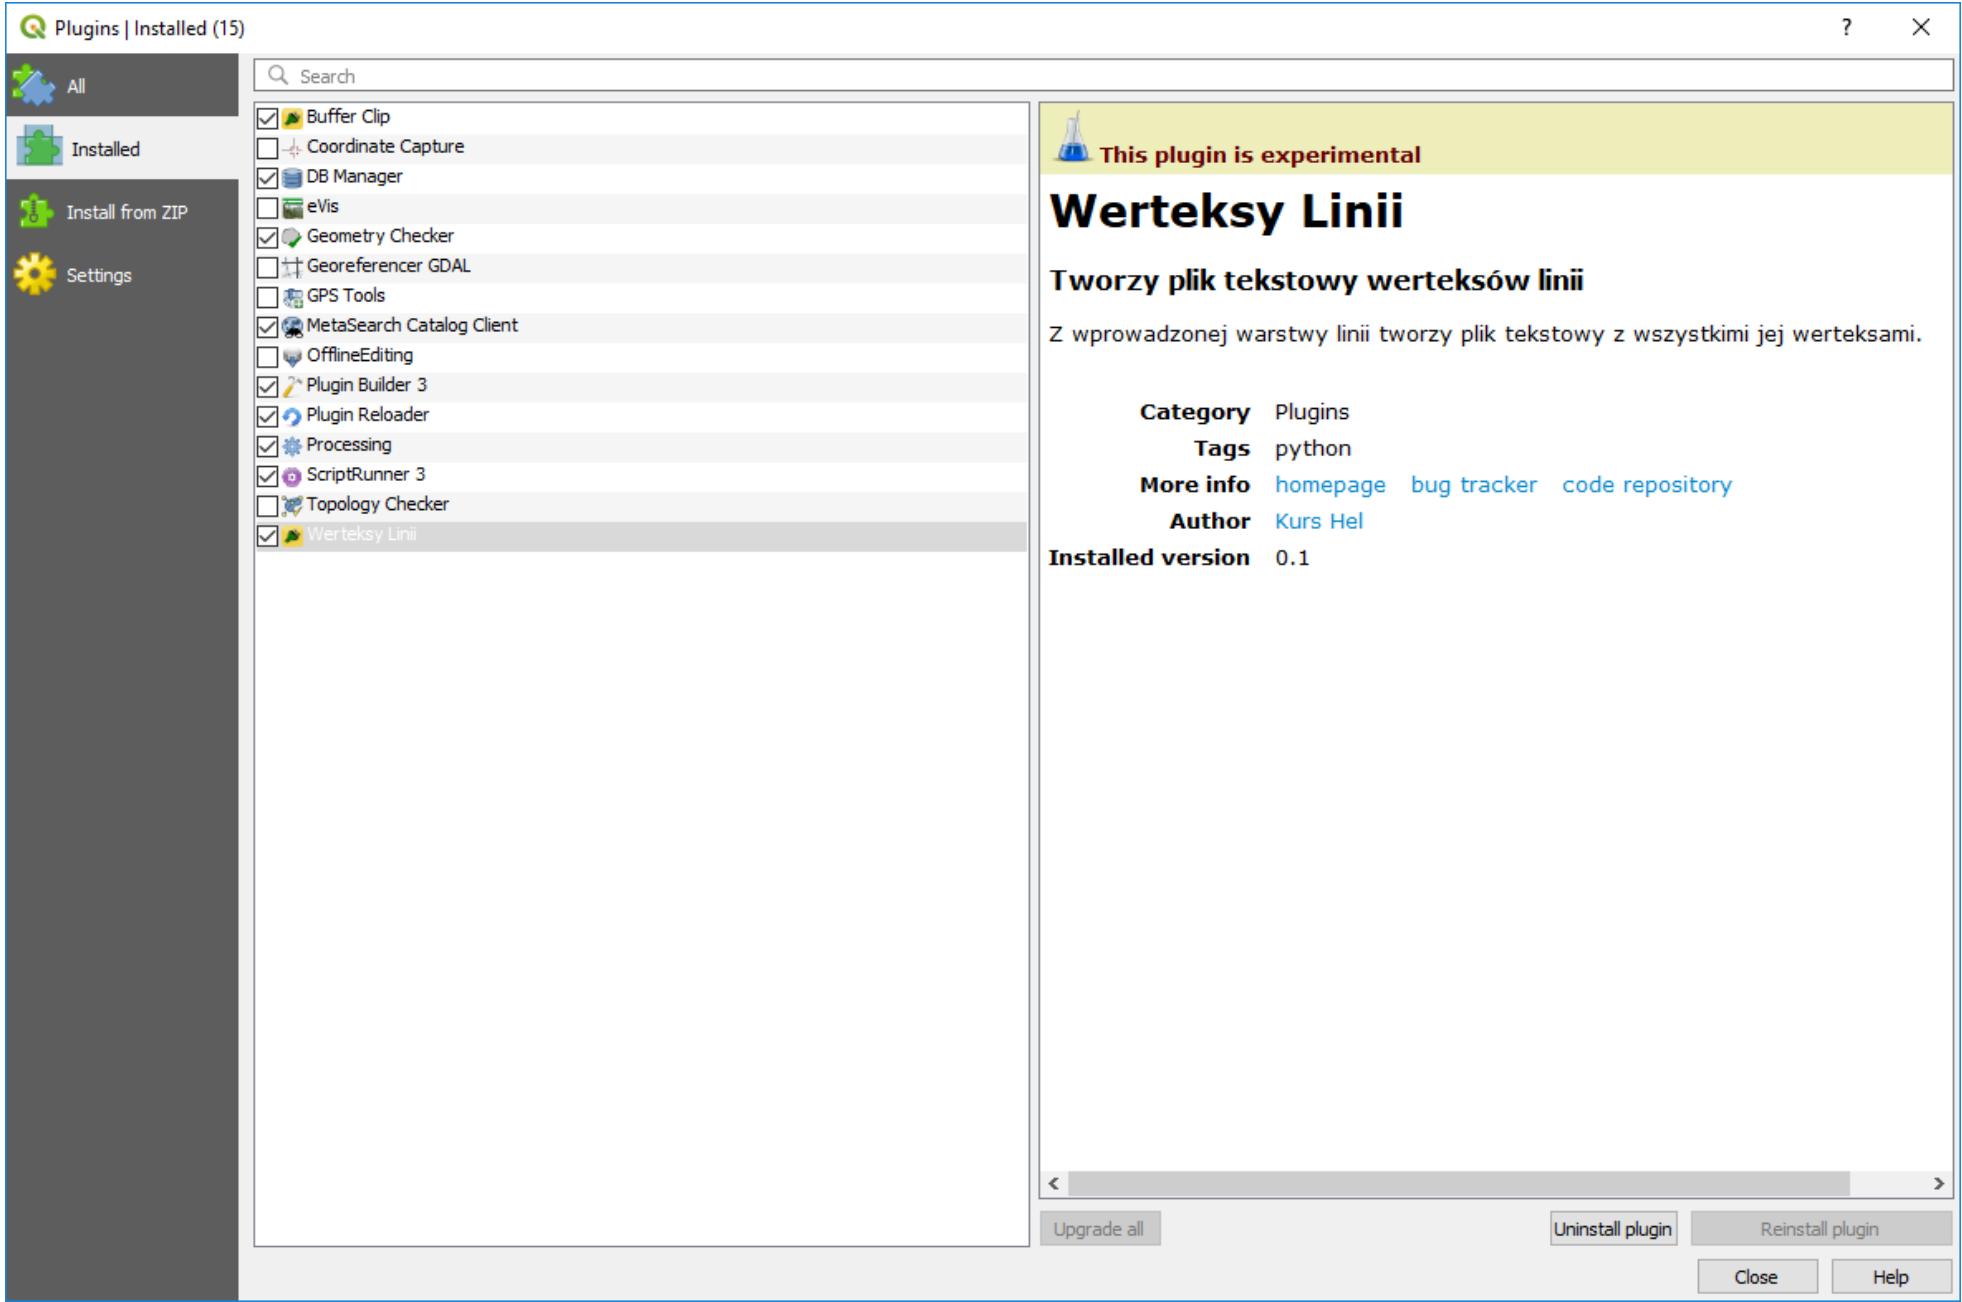 Plugins | Installed (15)
?
All
Installed
Install from ZIP
Settings
Search
Buffer Clip
Coordinate Capture
DB Manager
eVis
Geometry Checker
Georeferencer GDAL
GPS Tools
MetaSearch Catalog Client
OfflineEditing
Plugin Builder 3
Plugin Reloader
Processing
ScriptRunner 3
Topology Checker
Werteksy Linii
This plugin is experimental
Werteksy Linii
Tworzy plik tekstowy werteksów linii
Z wprowadzonej warstwy linii tworzy plik tekstowy z wszystkimi jej werteksami.
Category Plugins
Tags python
More info homepage bug tracker code repository
Author Kurs Hel
Installed version 0.1
Upgrade all
Uninstall plugin
Reinstall plugin
Close
Help